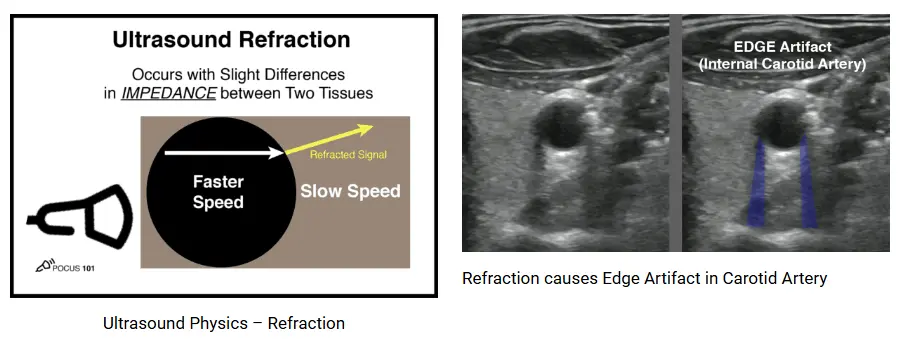 Ultrasound Refraction
Occurs with Slight Differences
in IMPEDANCE between Two Tissues
Refracted Signal
Faster
Speed
Slow Speed
POCUS 101
Ultrasound Physics – Refraction
EDGE Artifact
(Internal Carotid Artery)
Refraction causes Edge Artifact in Carotid Artery